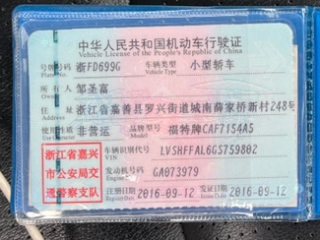 中华人民共和国机动车行驶证
Vehicle License of the People's Republic of China
号牌号码 浙FD699G 车辆类型 小型轿车
Plate No. Vehicle Type
所有人 邹圣富
Owner
住址 浙江省嘉善县罗兴街道城南薛家桥新村248号
Address
使用性质 非营运 品牌型号 福特牌CAF7154A5
Use Character Model
浙江省嘉兴 车辆识别代号 LVSHFFAL6GS759802
VIN
市公安局交 发动机号码 GA073979
Engine No.
通警察支队 注册日期 2016-09-12 发证日期 2016-09-12
Register Date Issue Date